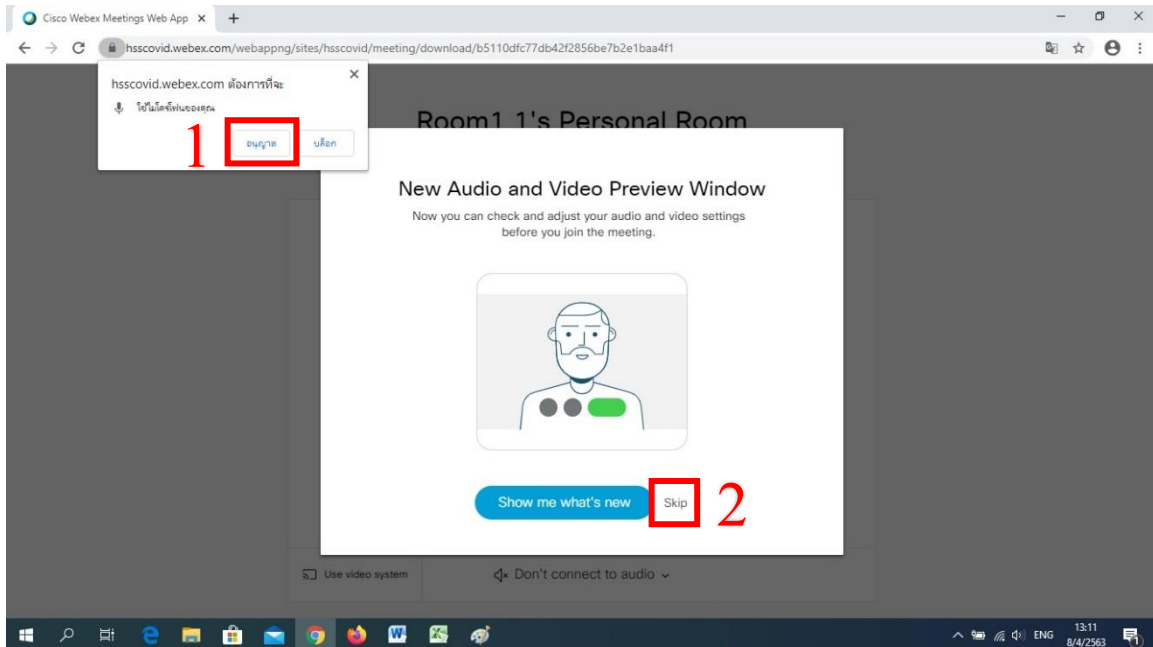 Cisco Webex Meetings Web App
hsscovid.webex.com/webappng/sites/hsscovid/meeting/download/b5110dfc77db42f2856be7b2e1baa4f1
hsscovid.webex.com ต้องการที่จะ
ใช้ไมโครโฟนของคุณ
1
อนุญาต
บล็อก
Room1 1's Personal Room
New Audio and Video Preview Window
Now you can check and adjust your audio and video settings
before you join the meeting.
Show me what's new
Skip
2
Use video system
Don't connect to audio
ENG
13:11
8/4/2563